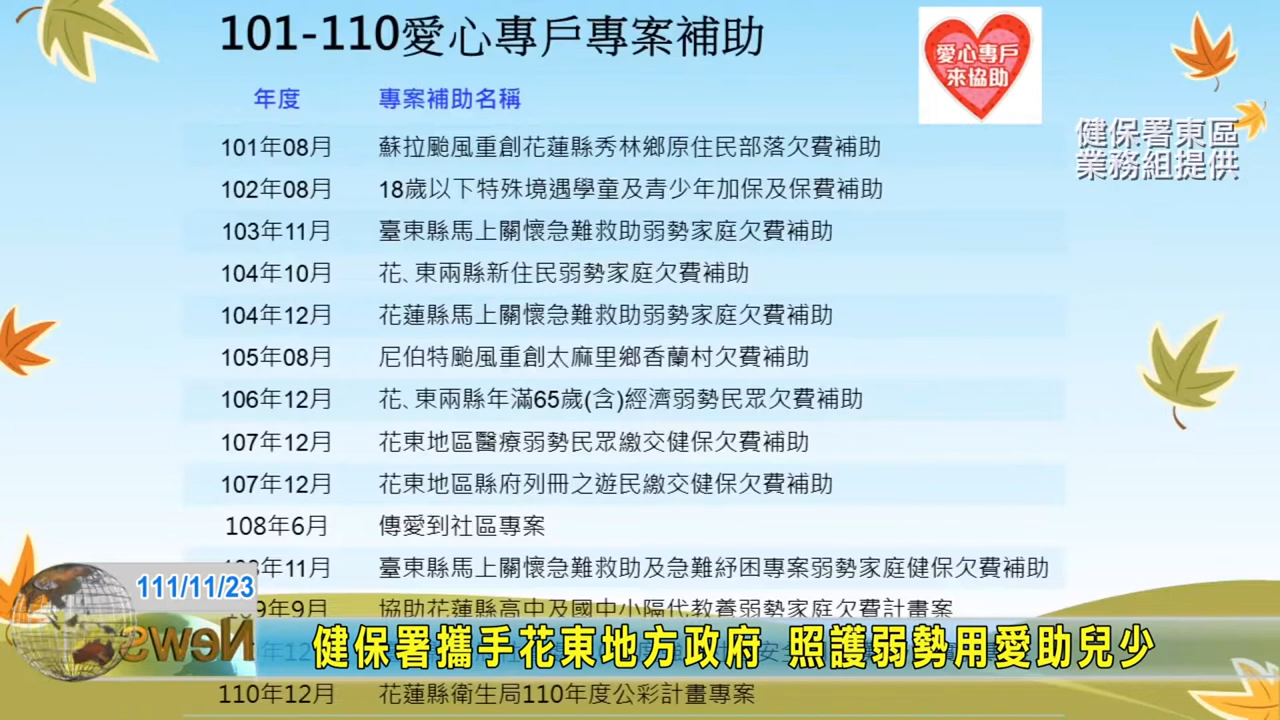 101-110愛心專戶專案補助
愛心專戶
來協助
健保署東區
業務組提供
年度 專案補助名稱
101年08月 蘇拉颱風重創花蓮縣秀林鄉原住民部落欠費補助
102年08月 18歲以下特殊境遇學童及青少年加保及保費補助
103年11月 臺東縣馬上關懷急難救助弱勢家庭欠費補助
104年10月 花、東兩縣新住民弱勢家庭欠費補助
104年12月 花蓮縣馬上關懷急難救助弱勢家庭欠費補助
105年08月 尼伯特颱風重創太麻里鄉香蘭村欠費補助
106年12月 花、東兩縣年滿65歲(含)經濟弱勢民眾欠費補助
107年12月 花東地區醫療弱勢民眾繳交健保欠費補助
107年12月 花東地區縣府列冊之遊民繳交健保欠費補助
108年6月 傳愛到社區專案
年11月 臺東縣馬上關懷急難救助及急難紓困專案弱勢家庭健保欠費補助
111/11/23
9年9月 協助花蓮縣高中及國中小隔代教養弱勢家庭欠費計畫案
News
健保署攜手花東地方政府 照護弱勢用愛助兒少
110年12月 花蓮縣衛生局110年度公彩計畫專案